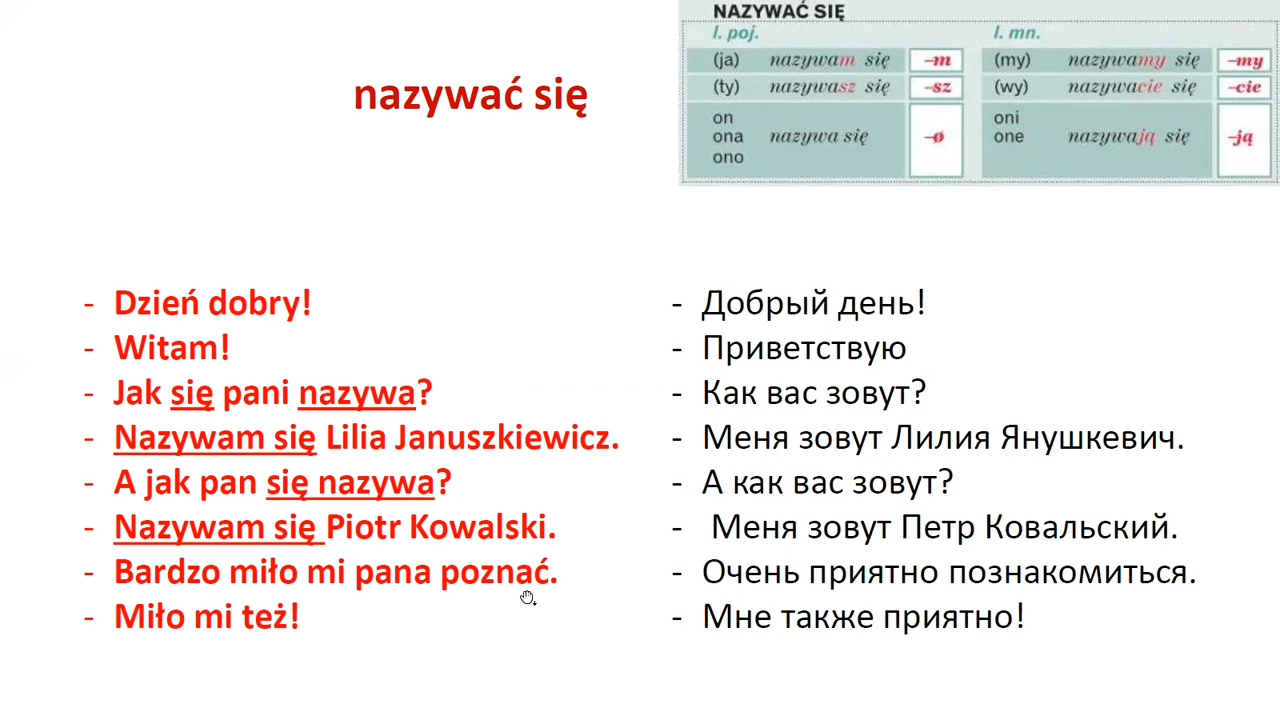 nazywać się
NAZYWAĆ SIĘ
l. poj. l. mn.
(ja) nazywam się –m (my) nazywamy się –my
(ty) nazywasz się –sz (wy) nazywacie się –cie
on oni
ona nazywa się –ø one nazywają się –ją
ono
- Dzień dobry!
- Witam!
- Jak się pani nazywa?
- Nazywam się Lilia Januszkiewicz.
- A jak pan się nazywa?
- Nazywam się Piotr Kowalski.
- Bardzo miło mi pana poznać.
- Miło mi też!
- Добрый день!
- Приветствую
- Как вас зовут?
- Меня зовут Лилия Янушкевич.
- А как вас зовут?
- Меня зовут Петр Ковальский.
- Очень приятно познакомиться.
- Мне также приятно!